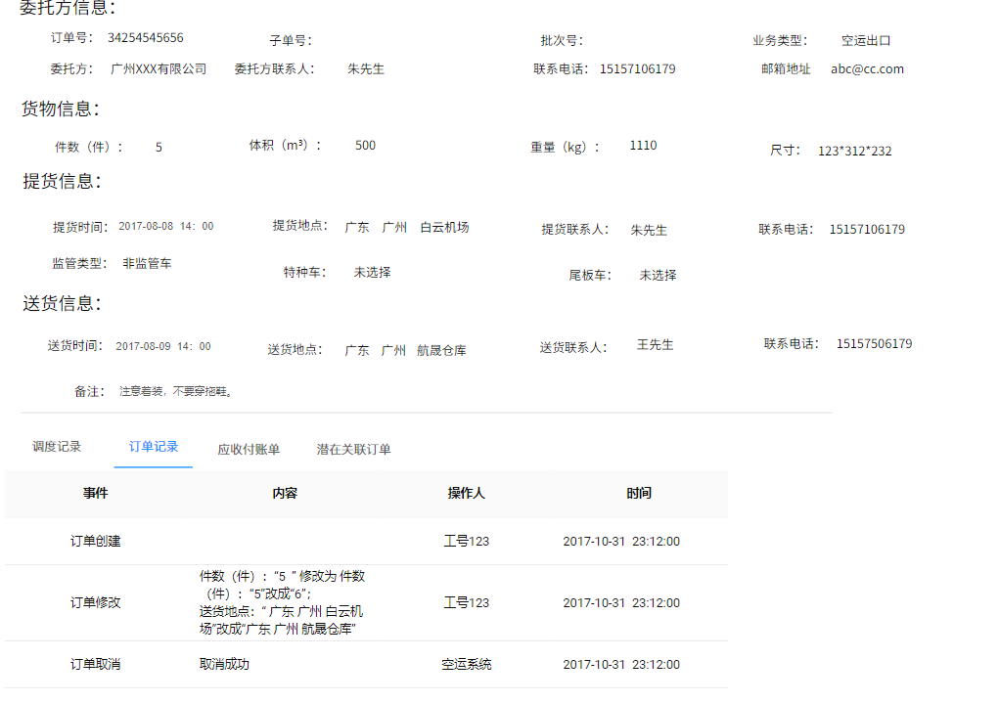 委托方信息：
订单号： 34254545656 子单号： 批次号： 业务类型： 空运出口
委托方： 广州XXX有限公司 委托方联系人： 朱先生 联系电话： 15157106179 邮箱地址 abc@cc.com
货物信息：
件数（件）： 5 体积（m³）： 500 重量（kg）： 1110 尺寸： 123*312*232
提货信息：
提货时间： 2017-08-08 14：00 提货地点： 广东 广州 白云机场 提货联系人： 朱先生 联系电话： 15157106179
监管类型： 非监管车 特种车： 未选择 尾板车： 未选择
送货信息：
送货时间： 2017-08-09 14：00 送货地点： 广东 广州 航晟仓库 送货联系人： 王先生 联系电话： 15157506179
备注： 注意着装，不要穿拖鞋。
调度记录 订单记录 应收付账单 潜在关联订单
事件 内容 操作人 时间
订单创建 工号123 2017-10-31 23:12:00
件数（件）：“5 ” 修改为 件数
（件）：“5”改成“6”；
订单修改 工号123 2017-10-31 23:12:00
送货地点：“ 广东 广州 白云机
场”改成“广东 广州 航晟仓库”
订单取消 取消成功 空运系统 2017-10-31 23:12:00